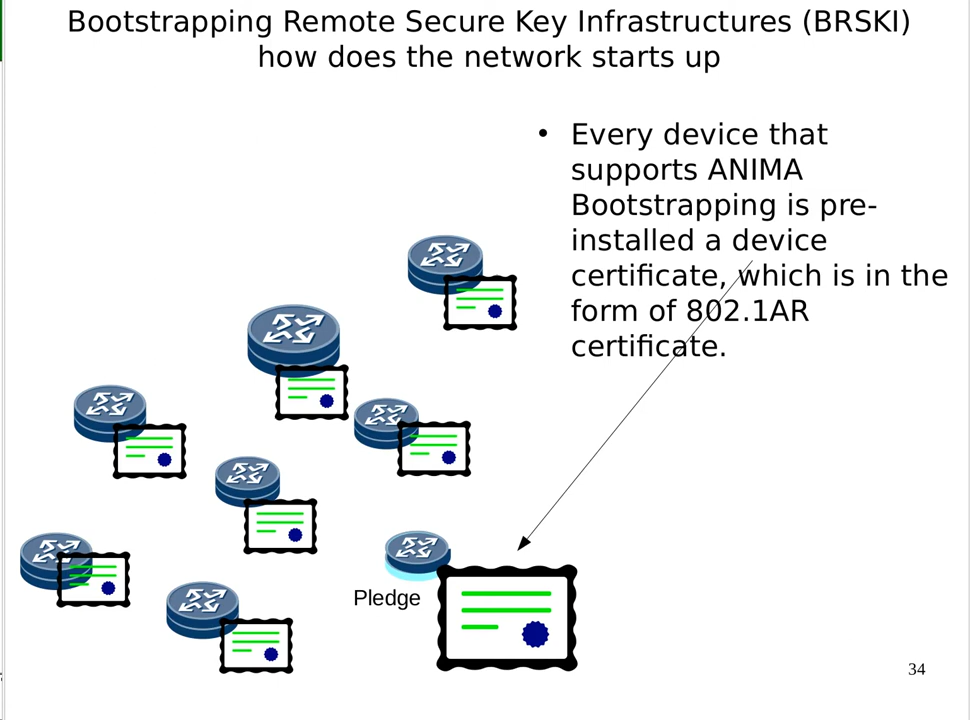 Bootstrapping Remote Secure Key Infrastructures (BRSKI)
how does the network starts up
• Every device that
supports ANIMA
Bootstrapping is pre-
installed a device
certificate, which is in the
form of 802.1AR
certificate.
Pledge
34